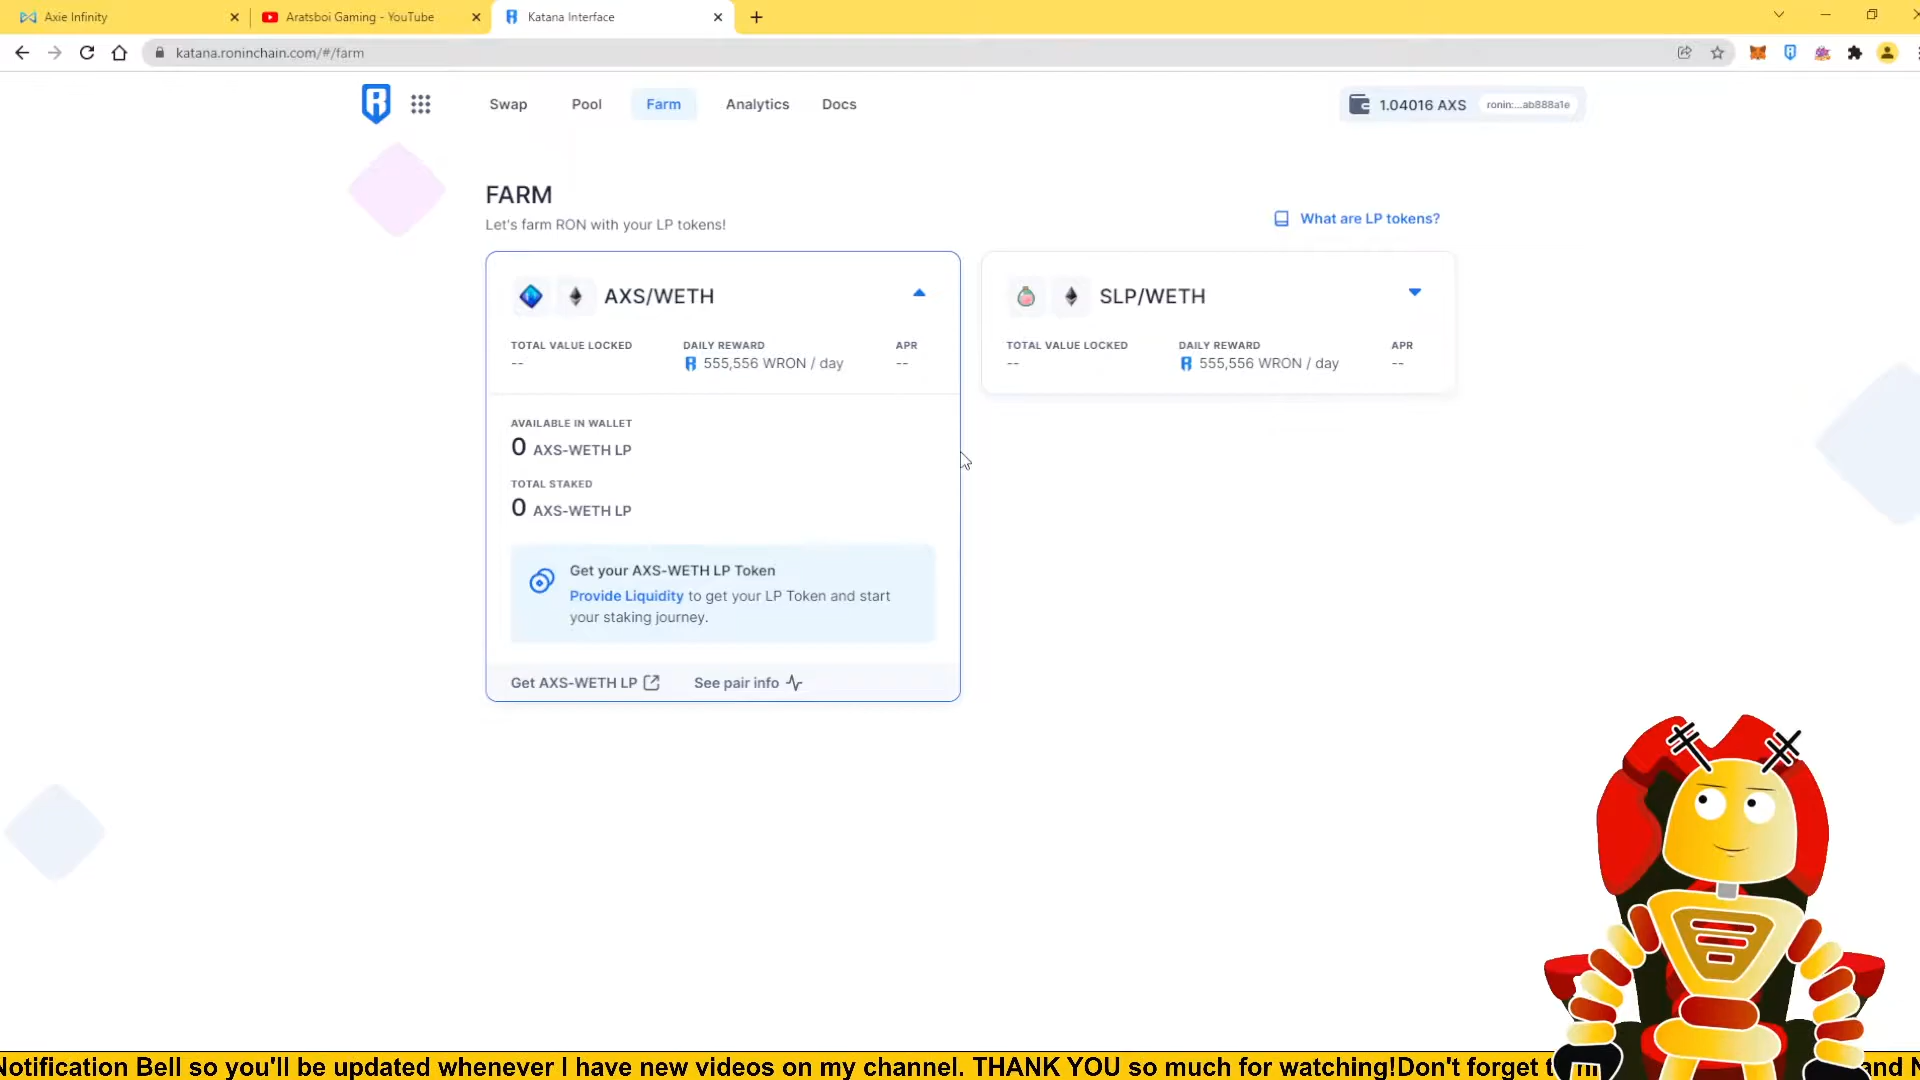 Axie Infinity
Aratsboi Gaming - YouTube
Katana Interface
katana.roninchain.com/#/farm
Swap
Pool
Farm
Analytics
Docs
1.04016 AXS
ronin:...ab888a1e
FARM
Let's farm RON with your LP tokens!
What are LP tokens?
AXS/WETH
TOTAL VALUE LOCKED
--
DAILY REWARD
555,556 WRON / day
APR
--
AVAILABLE IN WALLET
0 AXS-WETH LP
TOTAL STAKED
0 AXS-WETH LP
Get your AXS-WETH LP Token
Provide Liquidity to get your LP Token and start
your staking journey.
Get AXS-WETH LP
See pair info
SLP/WETH
TOTAL VALUE LOCKED
--
DAILY REWARD
555,556 WRON / day
APR
--
Notification Bell so you'll be updated whenever I have new videos on my channel. THANK YOU so much for watching!Don't forget and